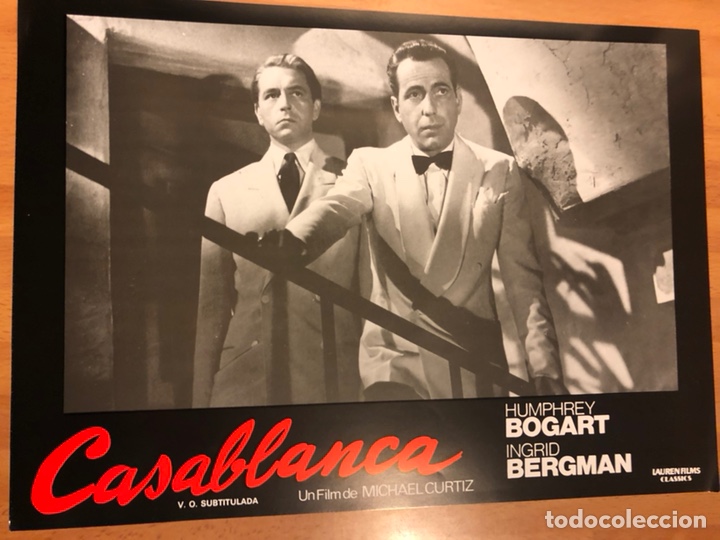 Casablanca
V. O. SUBTITULADA
Un Film de MICHAEL CURTIZ
HUMPHREY
BOGART
INGRID
BERGMAN
LAUREN FILMS
CLASSICS
todocoleccion